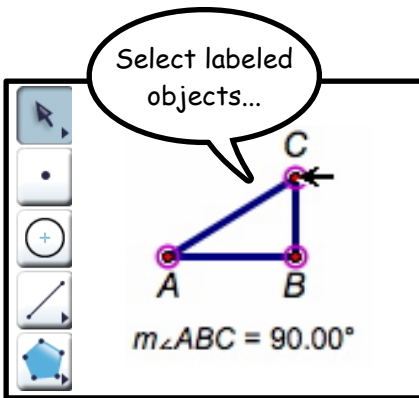 Select labeled
objects...
C
A
B
m∠ABC = 90.00°